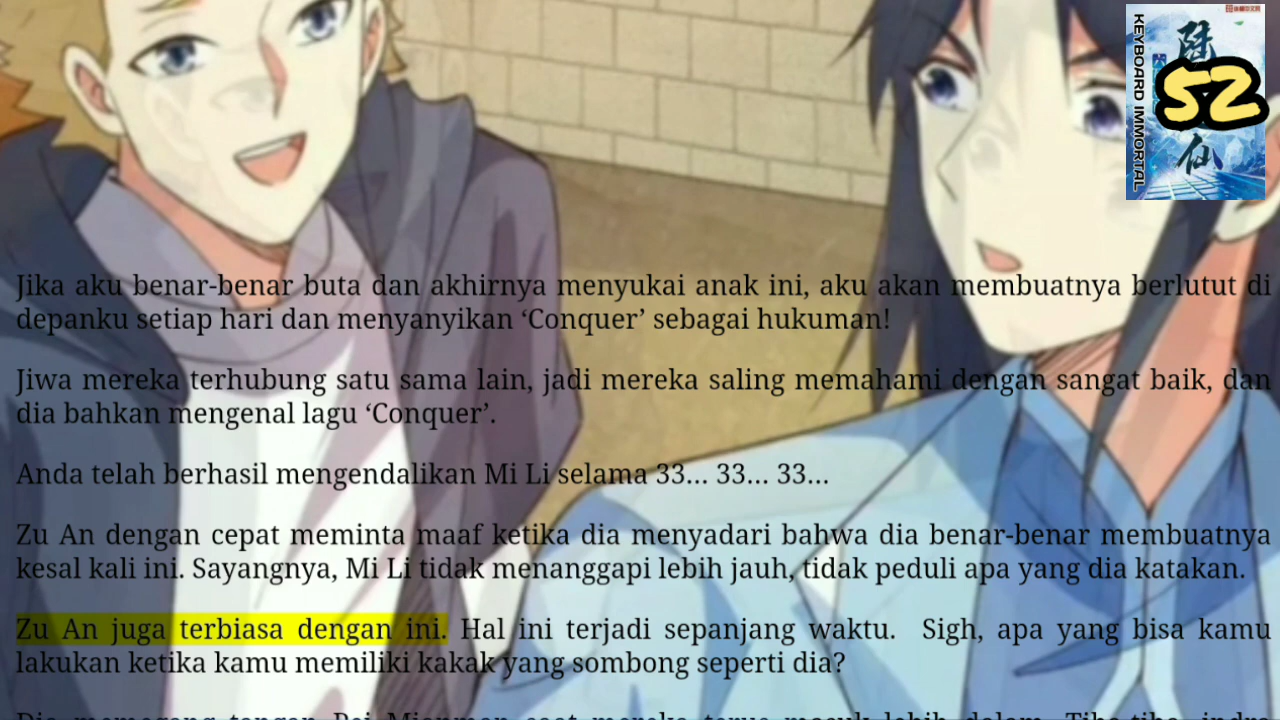 KEYBOARD IMMORTAL
陆
52
仙
Jika aku benar-benar buta dan akhirnya menyukai anak ini, aku akan membuatnya berlutut di
depanku setiap hari dan menyanyikan ‘Conquer’ sebagai hukuman!
Jiwa mereka terhubung satu sama lain, jadi mereka saling memahami dengan sangat baik, dan
dia bahkan mengenal lagu ‘Conquer’.
Anda telah berhasil mengendalikan Mi Li selama 33… 33… 33…
Zu An dengan cepat meminta maaf ketika dia menyadari bahwa dia benar-benar membuatnya
kesal kali ini. Sayangnya, Mi Li tidak menanggapi lebih jauh, tidak peduli apa yang dia katakan.
Zu An juga terbiasa dengan ini. Hal ini terjadi sepanjang waktu. Sigh, apa yang bisa kamu
lakukan ketika kamu memiliki kakak yang sombong seperti dia?